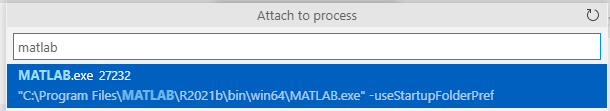 Attach to process
matlab
MATLAB.exe 27232
"C:\Program Files\MATLAB\R2021b\bin\win64\MATLAB.exe" -useStartupFolderPref